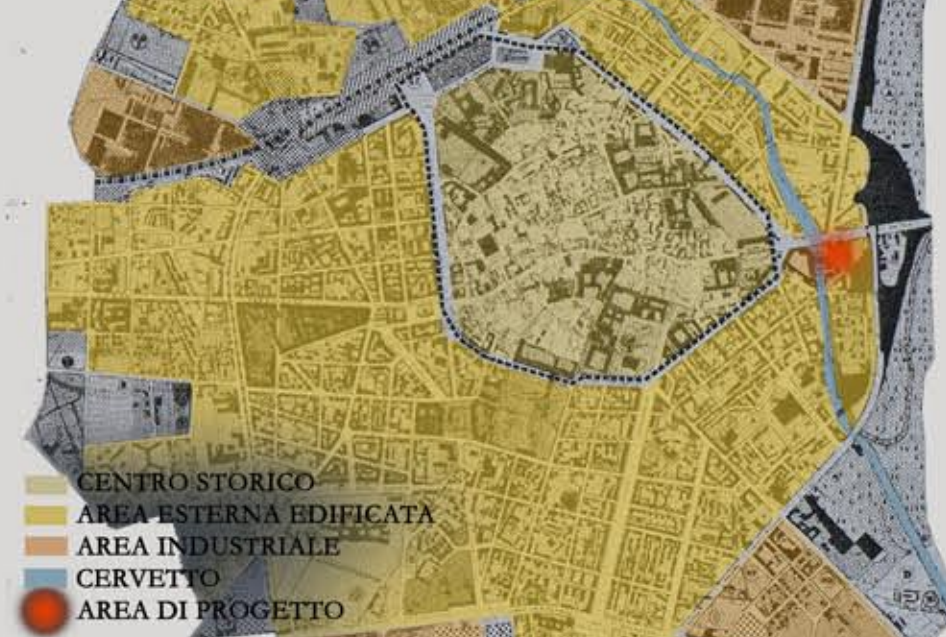 CENTRO STORICO
AREA ESTERNA EDIFICATA
AREA INDUSTRIALE
CERVETTO
AREA DI PROGETTO